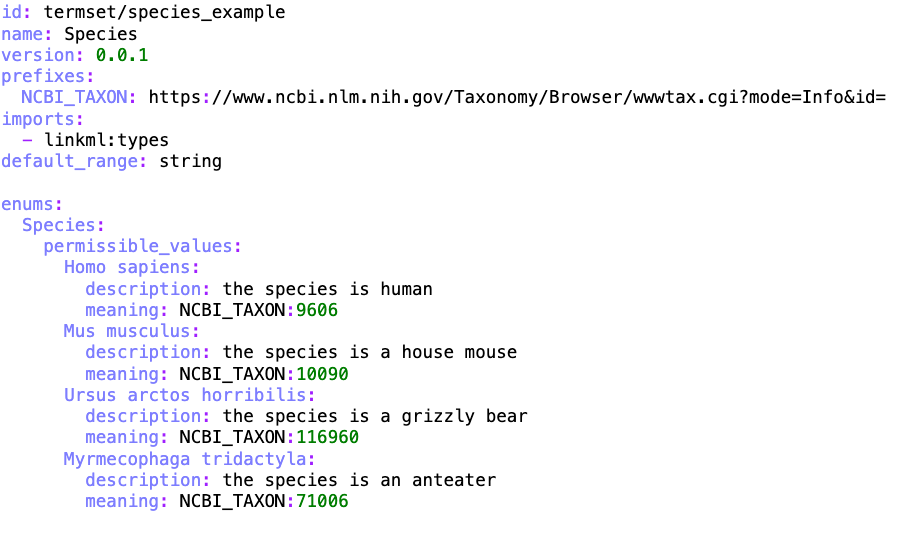 id: termset/species_example
name: Species
version: 0.0.1
prefixes:
  NCBI_TAXON: https://www.ncbi.nlm.nih.gov/Taxonomy/Browser/wwwtax.cgi?mode=Info&id=
imports:
  - linkml:types
default_range: string

enums:
  Species:
    permissible_values:
      Homo sapiens:
        description: the species is human
        meaning: NCBI_TAXON:9606
      Mus musculus:
        description: the species is a house mouse
        meaning: NCBI_TAXON:10090
      Ursus arctos horribilis:
        description: the species is a grizzly bear
        meaning: NCBI_TAXON:116960
      Myrmecophaga tridactyla:
        description: the species is an anteater
        meaning: NCBI_TAXON:71006